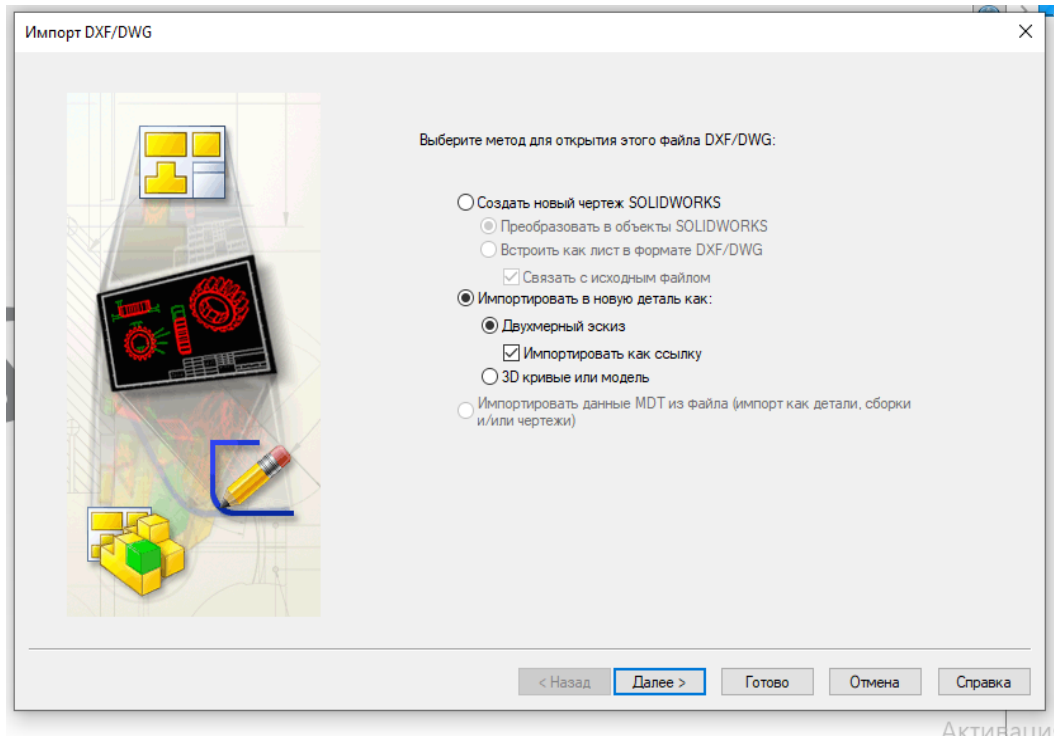 Импорт DXF/DWG
Выберите метод для открытия этого файла DXF/DWG:
Создать новый чертеж SOLIDWORKS
Преобразовать в объекты SOLIDWORKS
Встроить как лист в формате DXF/DWG
Связать с исходным файлом
Импортировать в новую деталь как:
Двухмерный эскиз
Импортировать как ссылку
3D кривые или модель
Импортировать данные MDT из файла (импорт как детали, сборки
и/или чертежи)
< Назад
Далее >
Готово
Отмена
Справка
Активаци